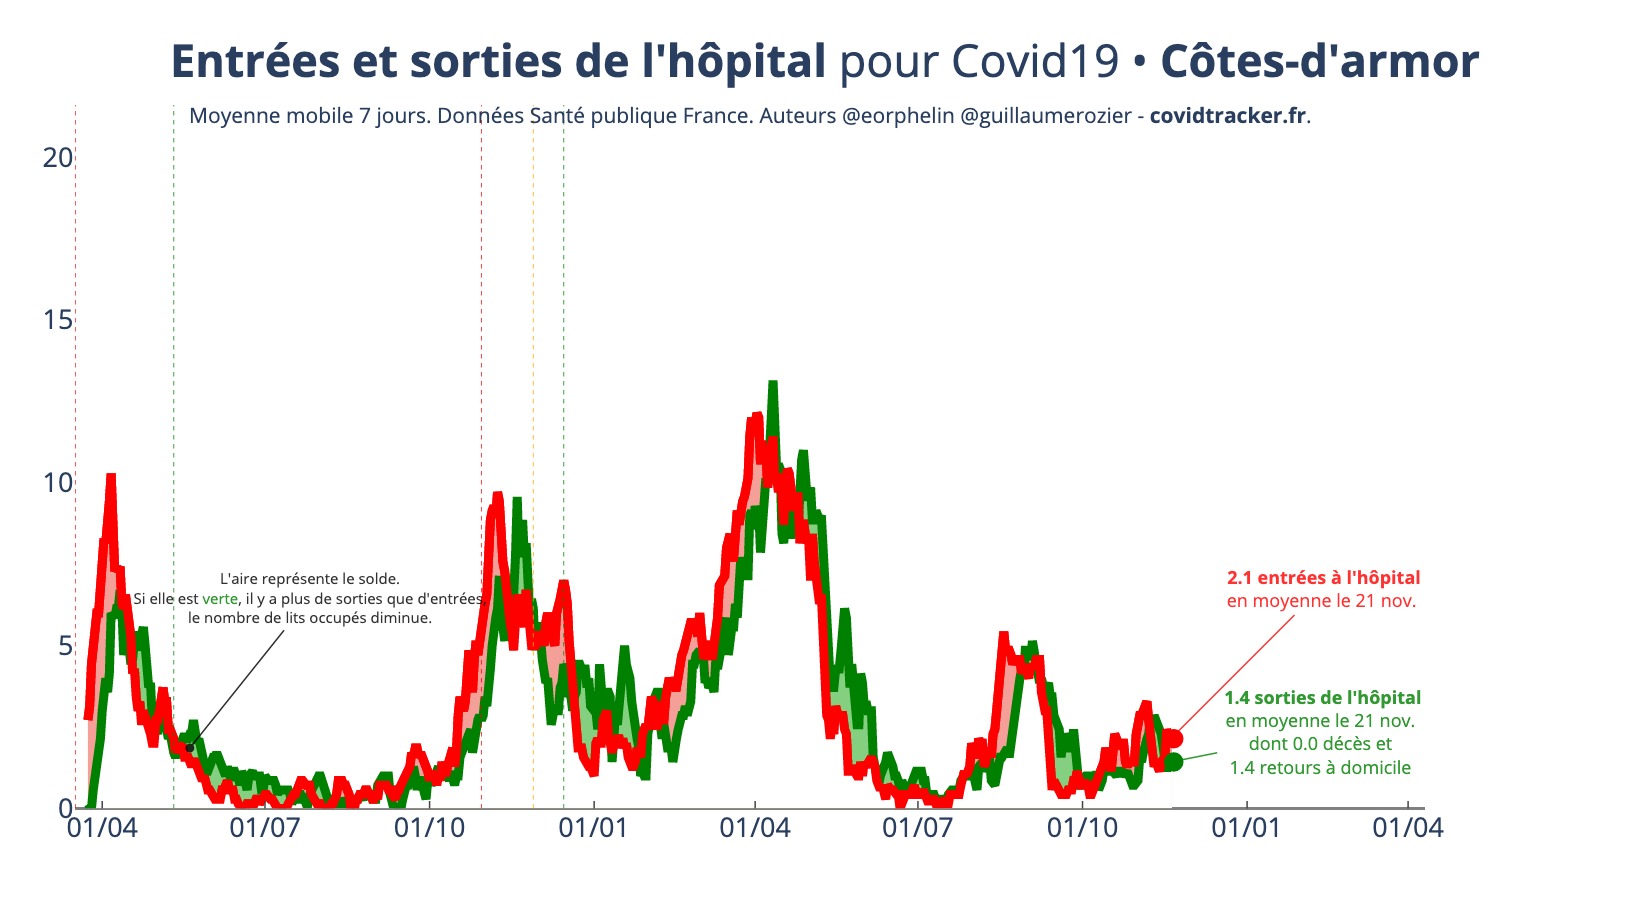 Entrées et sorties de l'hôpital pour Covid19 • Côtes-d'armor
Moyenne mobile 7 jours. Données Santé publique France. Auteurs @eorphelin @guillaumerozier - covidtracker.fr.
20
15
10
5
0
L'aire représente le solde.
Si elle est verte, il y a plus de sorties que d'entrées,
le nombre de lits occupés diminue.
2.1 entrées à l'hôpital
en moyenne le 21 nov.
1.4 sorties de l'hôpital
en moyenne le 21 nov.
dont 0.0 décès et
1.4 retours à domicile
01/04 01/07 01/10 01/01 01/04 01/07 01/10 01/01 01/04